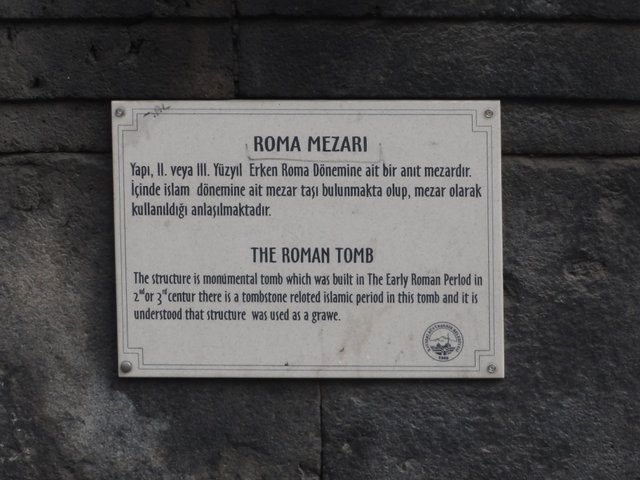 ROMA MEZARI
Yapı, II. veya III. Yüzyıl Erken Roma Dönemine ait bir anıt mezardır.
İçinde islam dönemine ait mezar taşı bulunmakta olup, mezar olarak
kullanıldığı anlaşılmaktadır.
THE ROMAN TOMB
The structure is monumental tomb which was built in The Early Roman Perlod in
2nd or 3rd centur there is a tombstone reloted islamic period in this tomb and it is
understood that structure was used as a grawe.